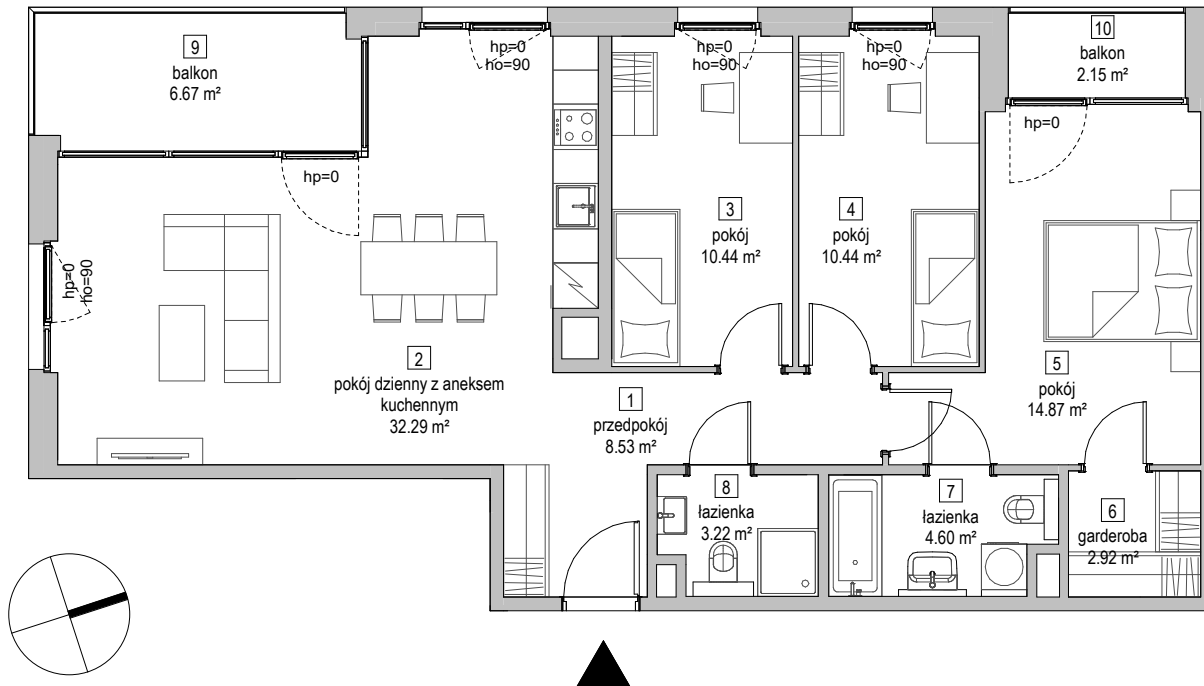 9
balkon
6.67 m²
hp=0
ho=90
hp=0
ho=90
hp=0
ho=90
10
balkon
2.15 m²
hp=0
hp=0
hp=0
ho=90
3
pokój
10.44 m²
4
pokój
10.44 m²
2
pokój dzienny z aneksem
kuchennym
32.29 m²
1
przedpokój
8.53 m²
5
pokój
14.87 m²
8
łazienka
3.22 m²
7
łazienka
4.60 m²
6
garderoba
2.92 m²